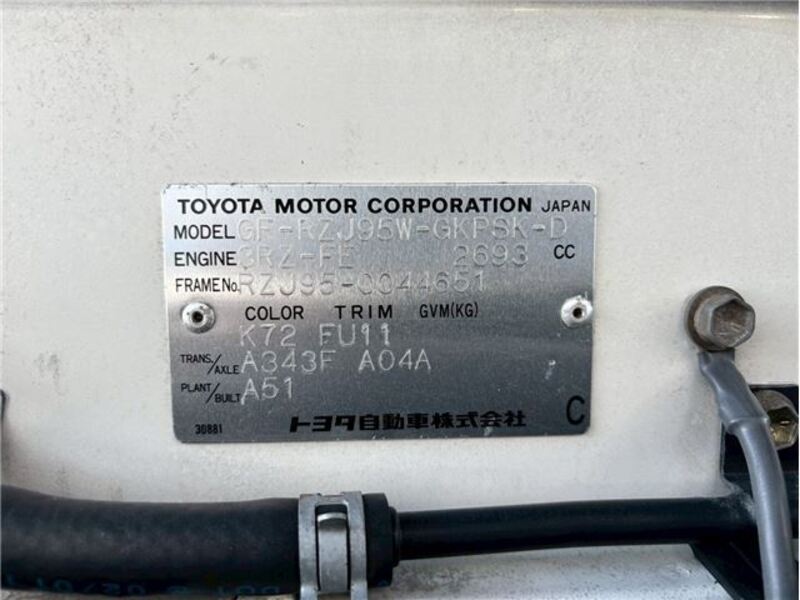 TOYOTA MOTOR CORPORATION JAPAN
MODEL GF-RZJ95W-GKPSK-D
ENGINE 3RZ-FE 2693 CC
FRAME No. RZJ95-0044651
COLOR TRIM GVM(KG)
K72 FU11
TRANS./AXLE A343F A04A
PLANT/BUILT A51
30881 トヨタ自動車株式会社 C